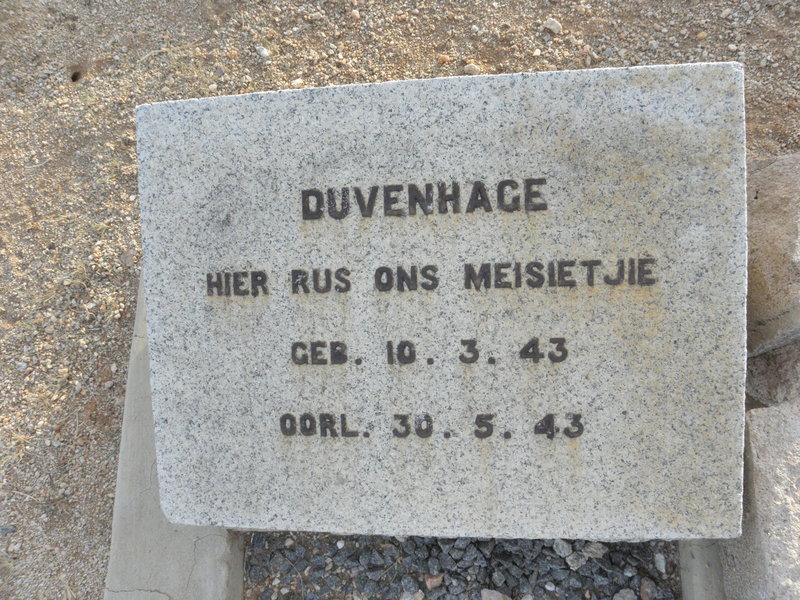 DUVENHAGE
HIER RUS ONS MEISIETJIE
GEB. 10. 3. 43
OORL. 30. 5. 43